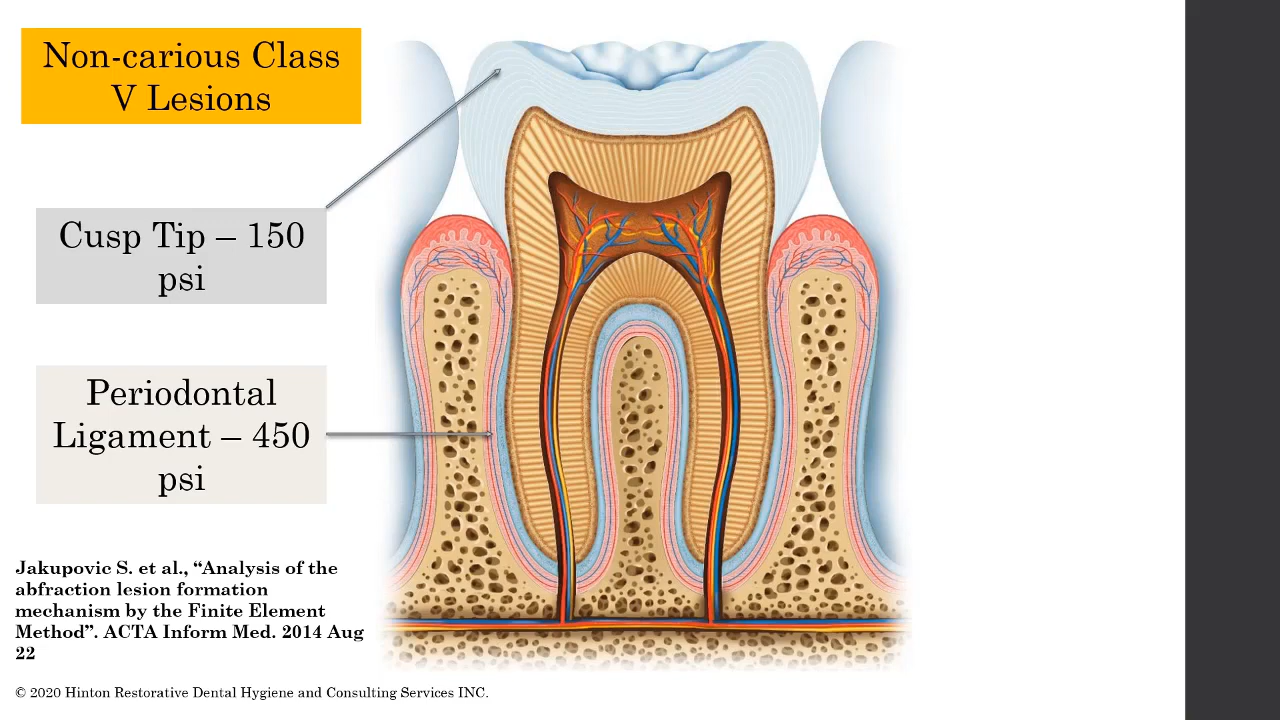 Non-carious Class
V Lesions
Cusp Tip – 150
psi
Periodontal
Ligament – 450
psi
Jakupovic S. et al., “Analysis of the
abfraction lesion formation
mechanism by the Finite Element
Method”. ACTA Inform Med. 2014 Aug
22
© 2020 Hinton Restorative Dental Hygiene and Consulting Services INC.